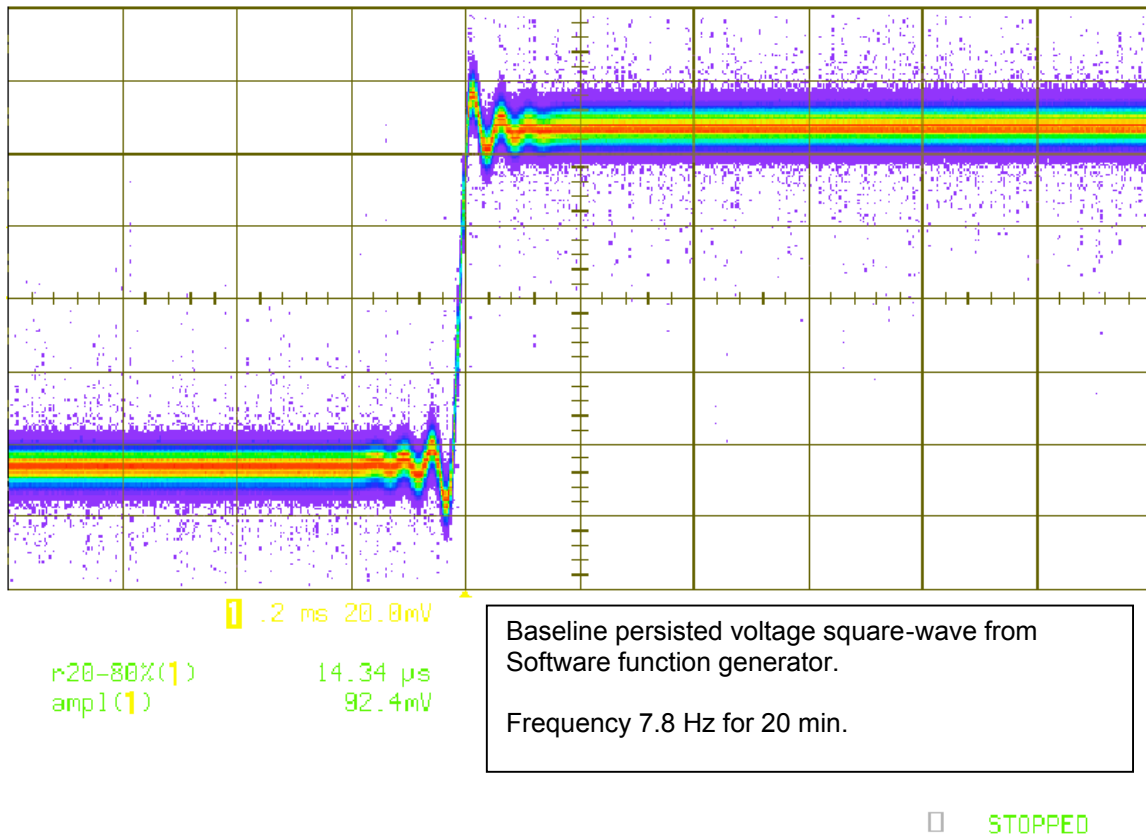 1 .2 ms 20.0mV
r20-80%(1) 14.34 µs
ampl(1) 92.4mV
Baseline persisted voltage square-wave from
Software function generator.
Frequency 7.8 Hz for 20 min.
STOPPED